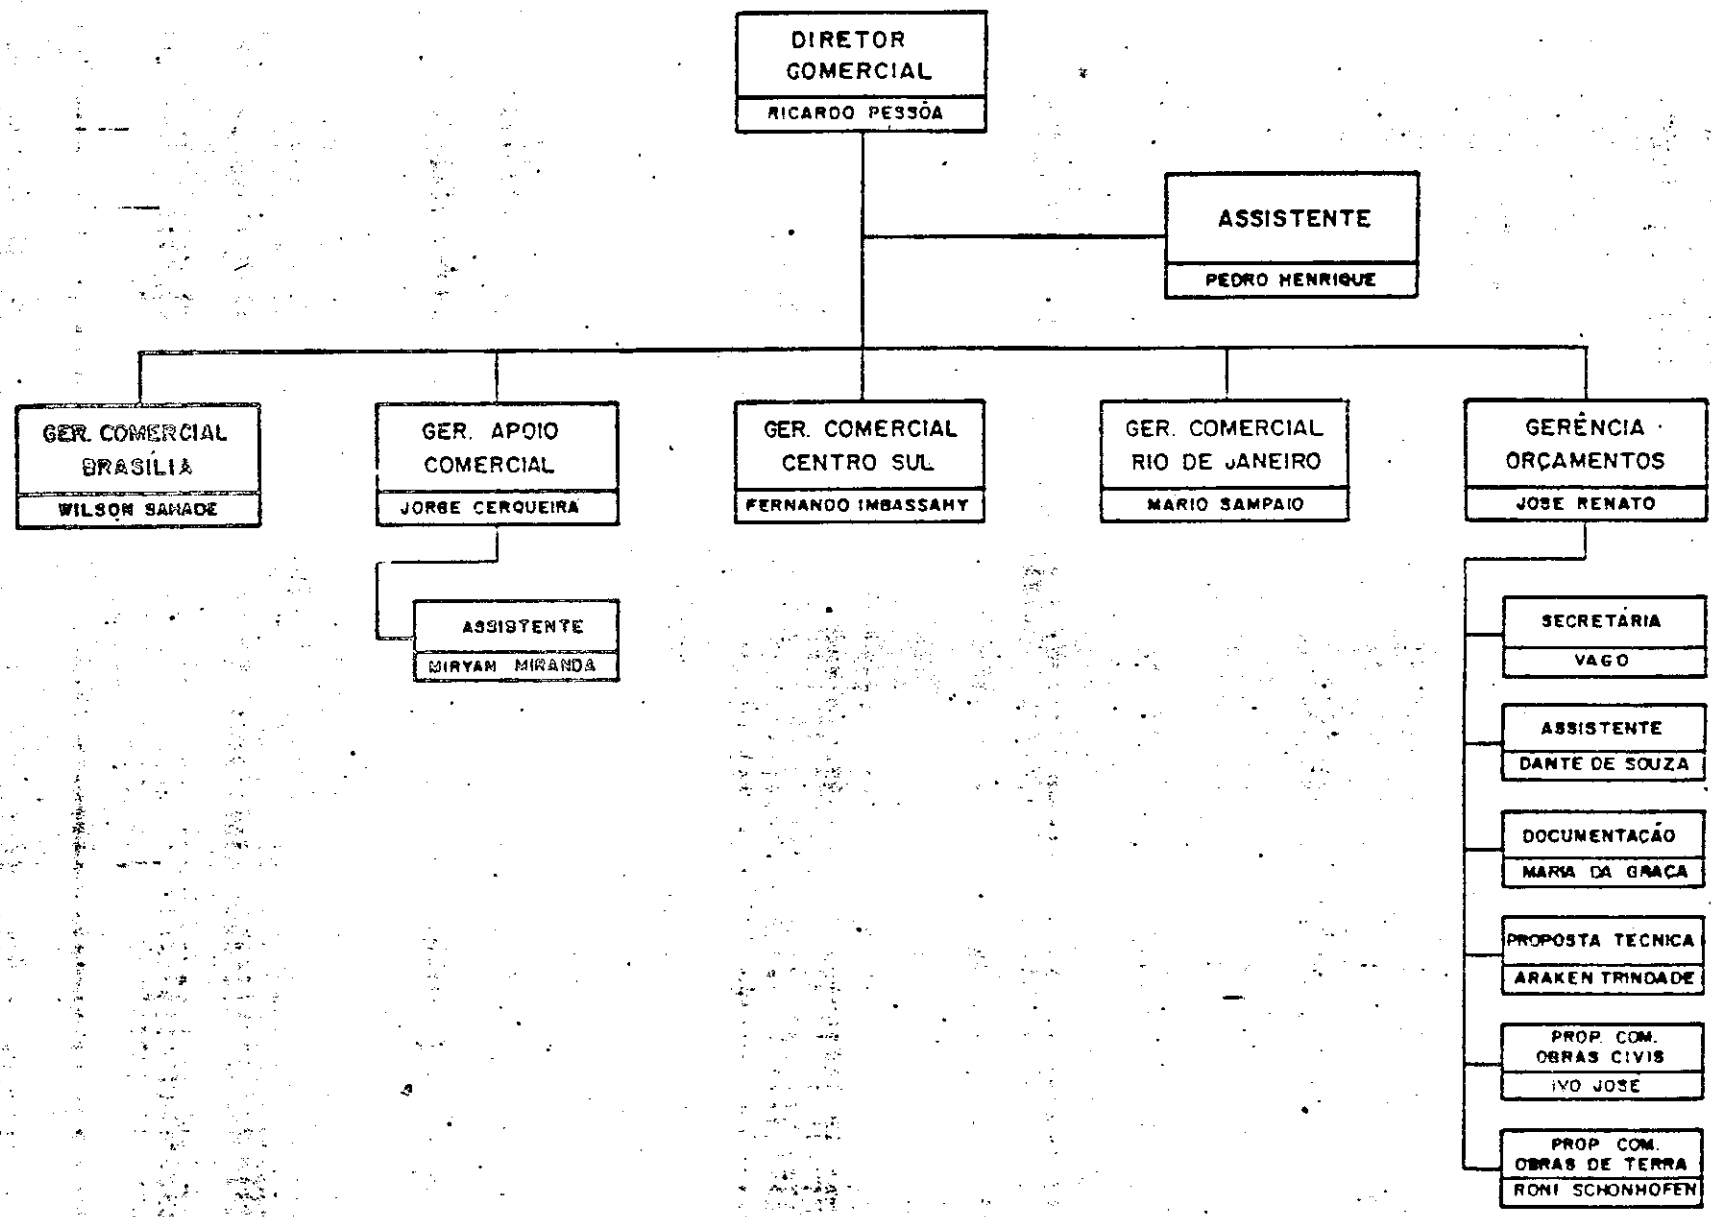 DIRETOR
COMERCIAL
RICARDO PESSÔA
ASSISTENTE
PEDRO HENRIQUE
GER. COMERCIAL
BRASÍLIA
WILSON SAHADE
GER. APOIO
COMERCIAL
JORGE CERQUEIRA
GER. COMERCIAL
CENTRO SUL
FERNANDO IMBASSAHY
GER. COMERCIAL
RIO DE JANEIRO
MARIO SAMPAIO
GERÊNCIA
ORÇAMENTOS
JOSE RENATO
ASSISTENTE
MIRYAM MIRANDA
SECRETÁRIA
VAGO
ASSISTENTE
DANTE DE SOUZA
DOCUMENTAÇÃO
MARIA DA GRAÇA
PROPOSTA TECNICA
ARAKEN TRINDADE
PROP. COM.
OBRAS CIVIS
IVO JOSÉ
PROP COM.
OBRAS DE TERRA
RONI SCHONHOFEN